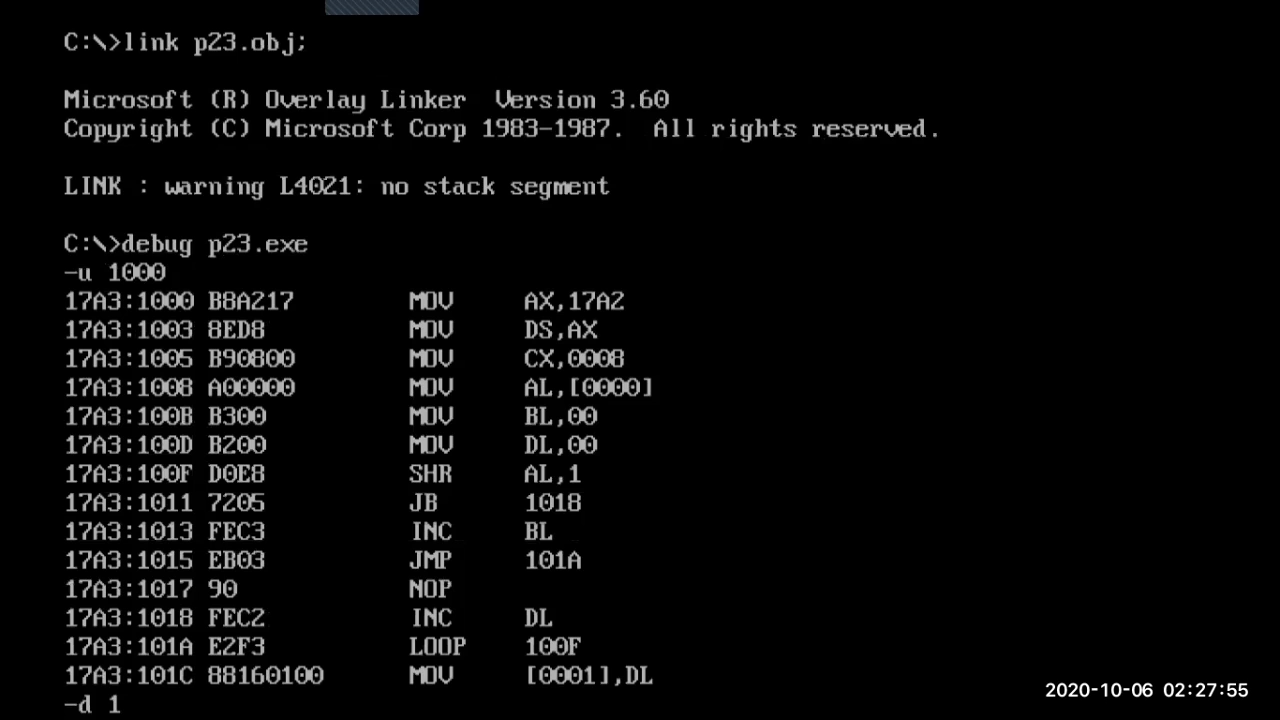 C:\>link p23.obj;
Microsoft (R) Overlay Linker  Version 3.60
Copyright (C) Microsoft Corp 1983-1987.  All rights reserved.
LINK : warning L4021: no stack segment
C:\>debug p23.exe
-u 1000
17A3:1000 B8A217        MOV     AX,17A2
17A3:1003 8ED8          MOV     DS,AX
17A3:1005 B90800        MOV     CX,0008
17A3:1008 A00000        MOV     AL,[0000]
17A3:100B B300          MOV     BL,00
17A3:100D B200          MOV     DL,00
17A3:100F D0E8          SHR     AL,1
17A3:1011 7205          JB      1018
17A3:1013 FEC3          INC     BL
17A3:1015 EB03          JMP     101A
17A3:1017 90            NOP
17A3:1018 FEC2          INC     DL
17A3:101A E2F3          LOOP    100F
17A3:101C 88160100      MOV     [0001],DL
-d 1
2020-10-06 02:27:55